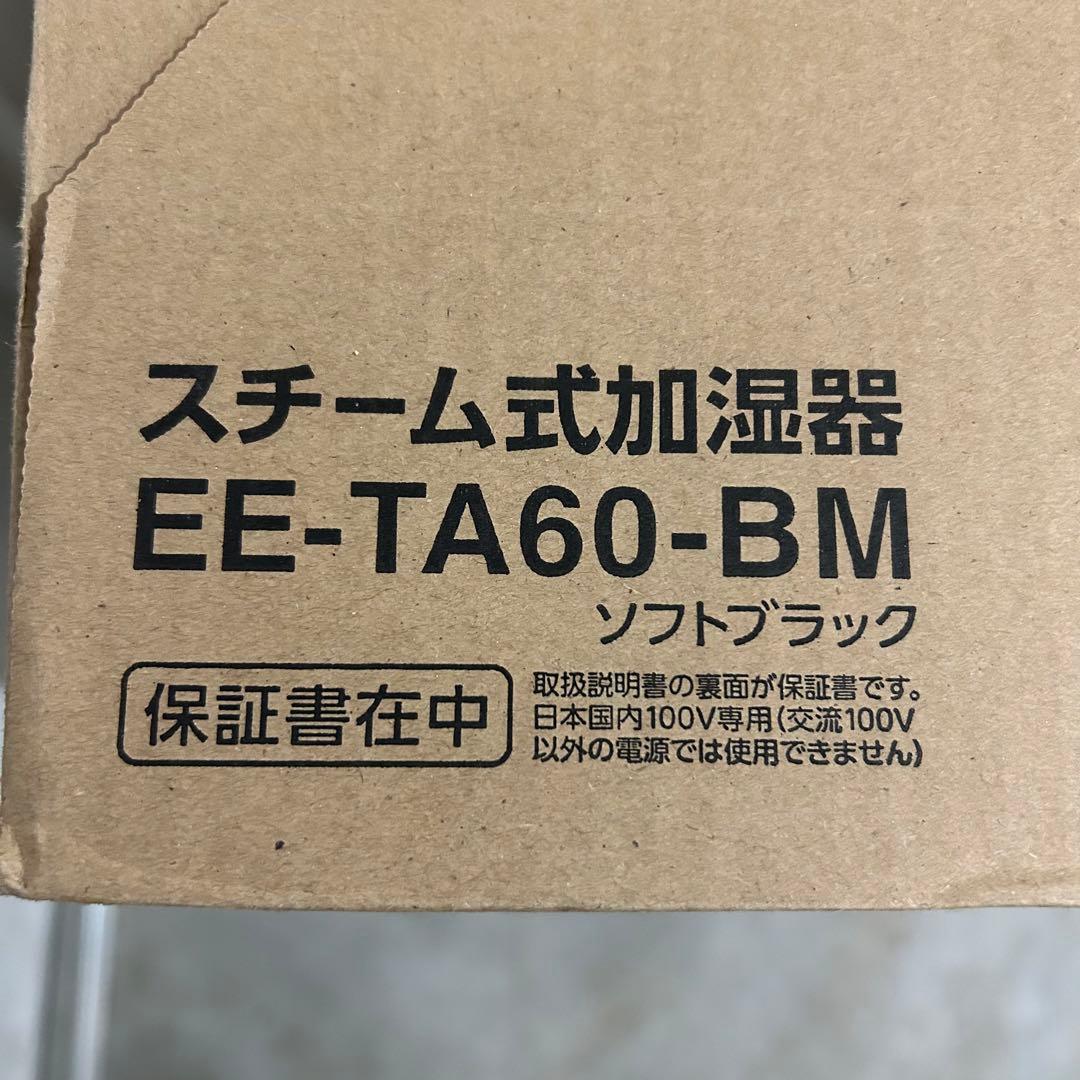 スチーム式加湿器
EE-TA60-BM
ソフトブラック
保証書在中
取扱説明書の裏面が保証書です。
日本国内100V専用(交流100V
以外の電源では使用できません)